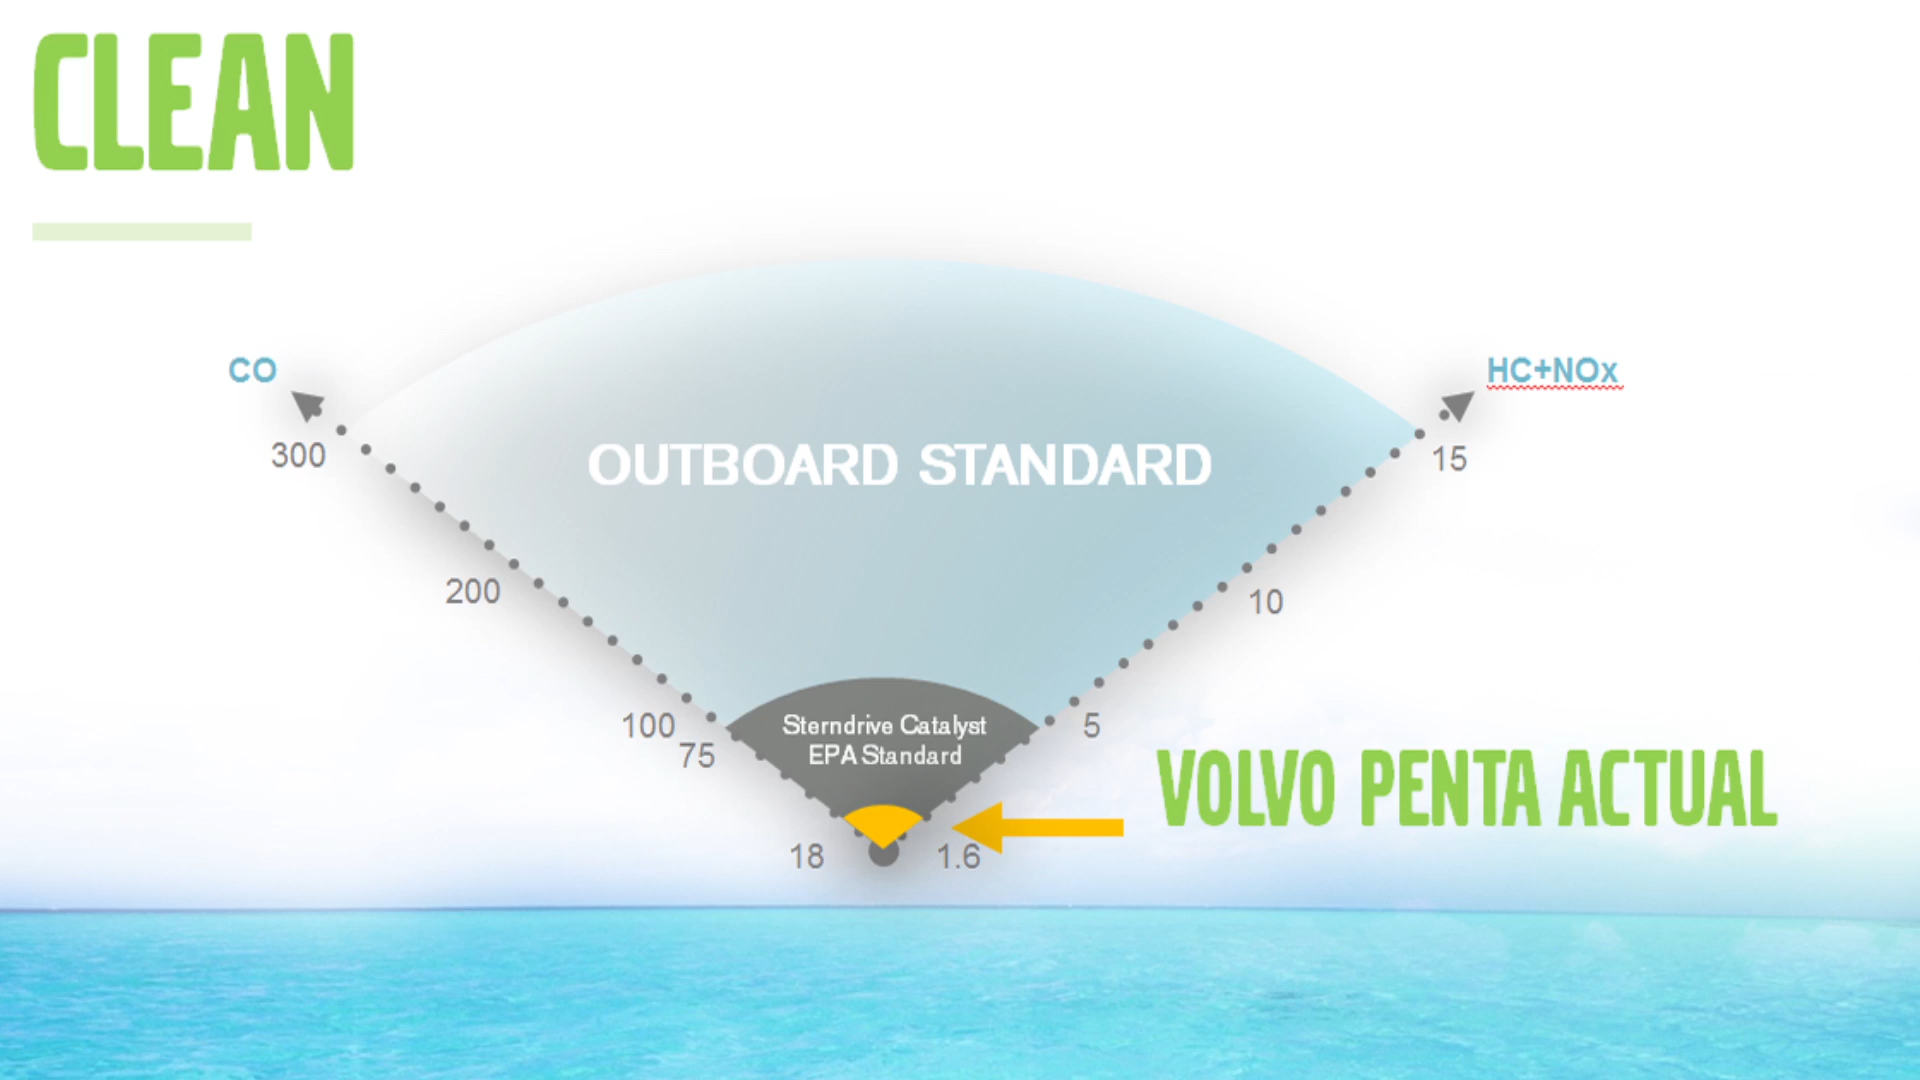 CLEAN
CO
HC+NOx
300
OUTBOARD STANDARD
15
200
10
100
Sterndrive Catalyst
5
75
EPA Standard
VOLVO PENTA ACTUAL
18
1.6